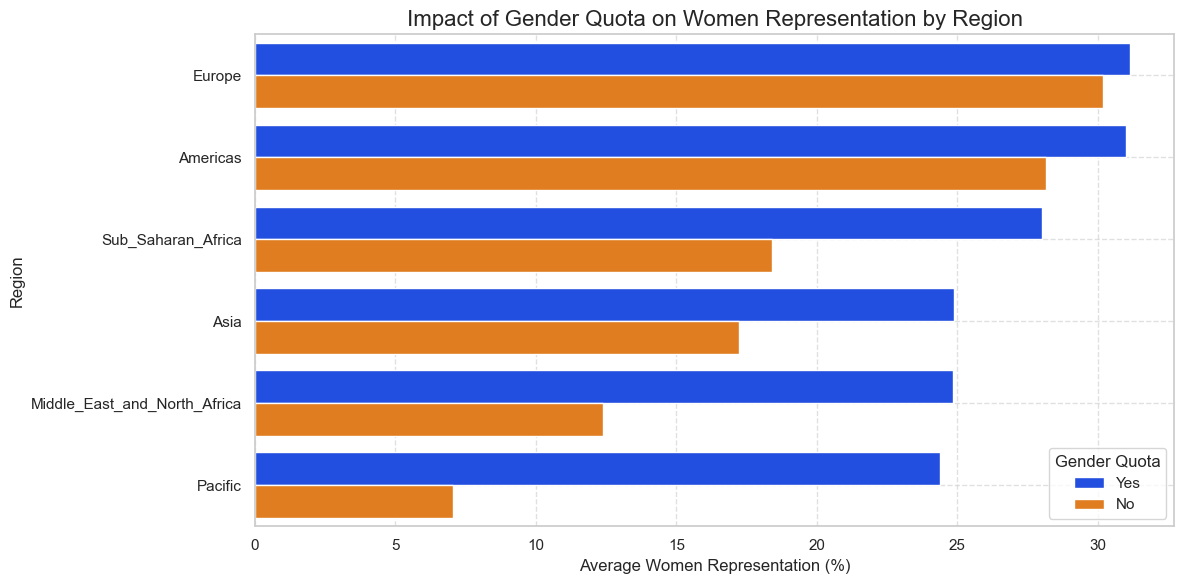 Impact of Gender Quota on Women Representation by Region
Region
Europe
Americas
Sub_Saharan_Africa
Asia
Middle_East_and_North_Africa
Pacific
Gender Quota
Yes
No
0 5 10 15 20 25 30
Average Women Representation (%)